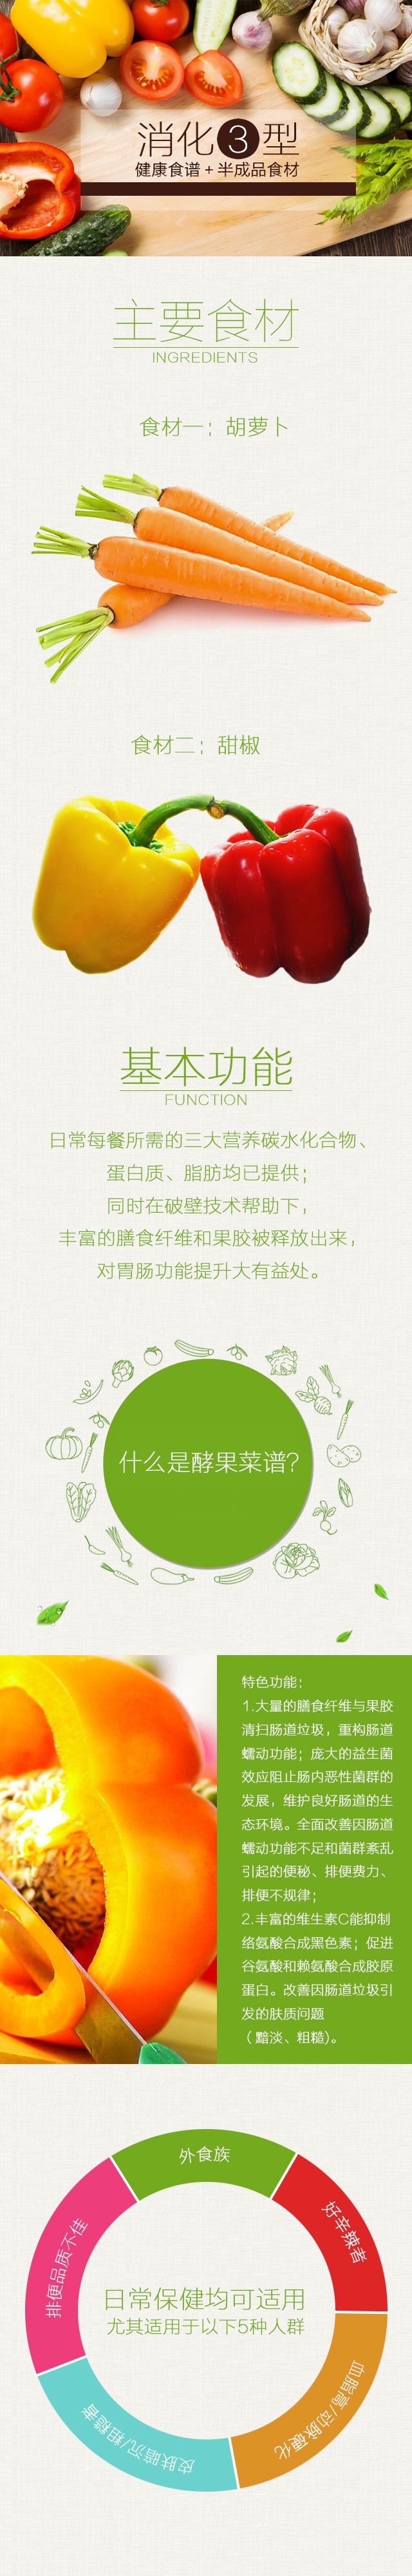 消化3型
健康食谱+半成品食材
主要食材
INGREDIENTS
食材一：胡萝卜
食材二：甜椒
基本功能
FUNCTION
日常每餐所需的三大营养碳水化合物、
蛋白质、脂肪均已提供；
同时在破壁技术帮助下，
丰富的膳食纤维和果胶被释放出来，
对胃肠功能提升大有益处。
什么是酵果菜谱?
特色功能：
1.大量的膳食纤维与果胶
清扫肠道垃圾，重构肠道
蠕动功能；庞大的益生菌
效应阻止肠内恶性菌群的
发展，维护良好肠道的生
态环境。全面改善因肠道
蠕动功能不足和菌群紊乱
引起的便秘、排便费力、
排便不规律；
2.丰富的维生素C能抑制
络氨酸合成黑色素；促进
谷氨酸和赖氨酸合成胶原
蛋白。改善因肠道垃圾引
发的肤质问题
（黯淡、粗糙)。
外食族
好辛辣者
排便品质不佳
日常保健均可适用
尤其适用于以下5种人群
血脂高/动脉硬化
皮肤暗沉/粗糙者